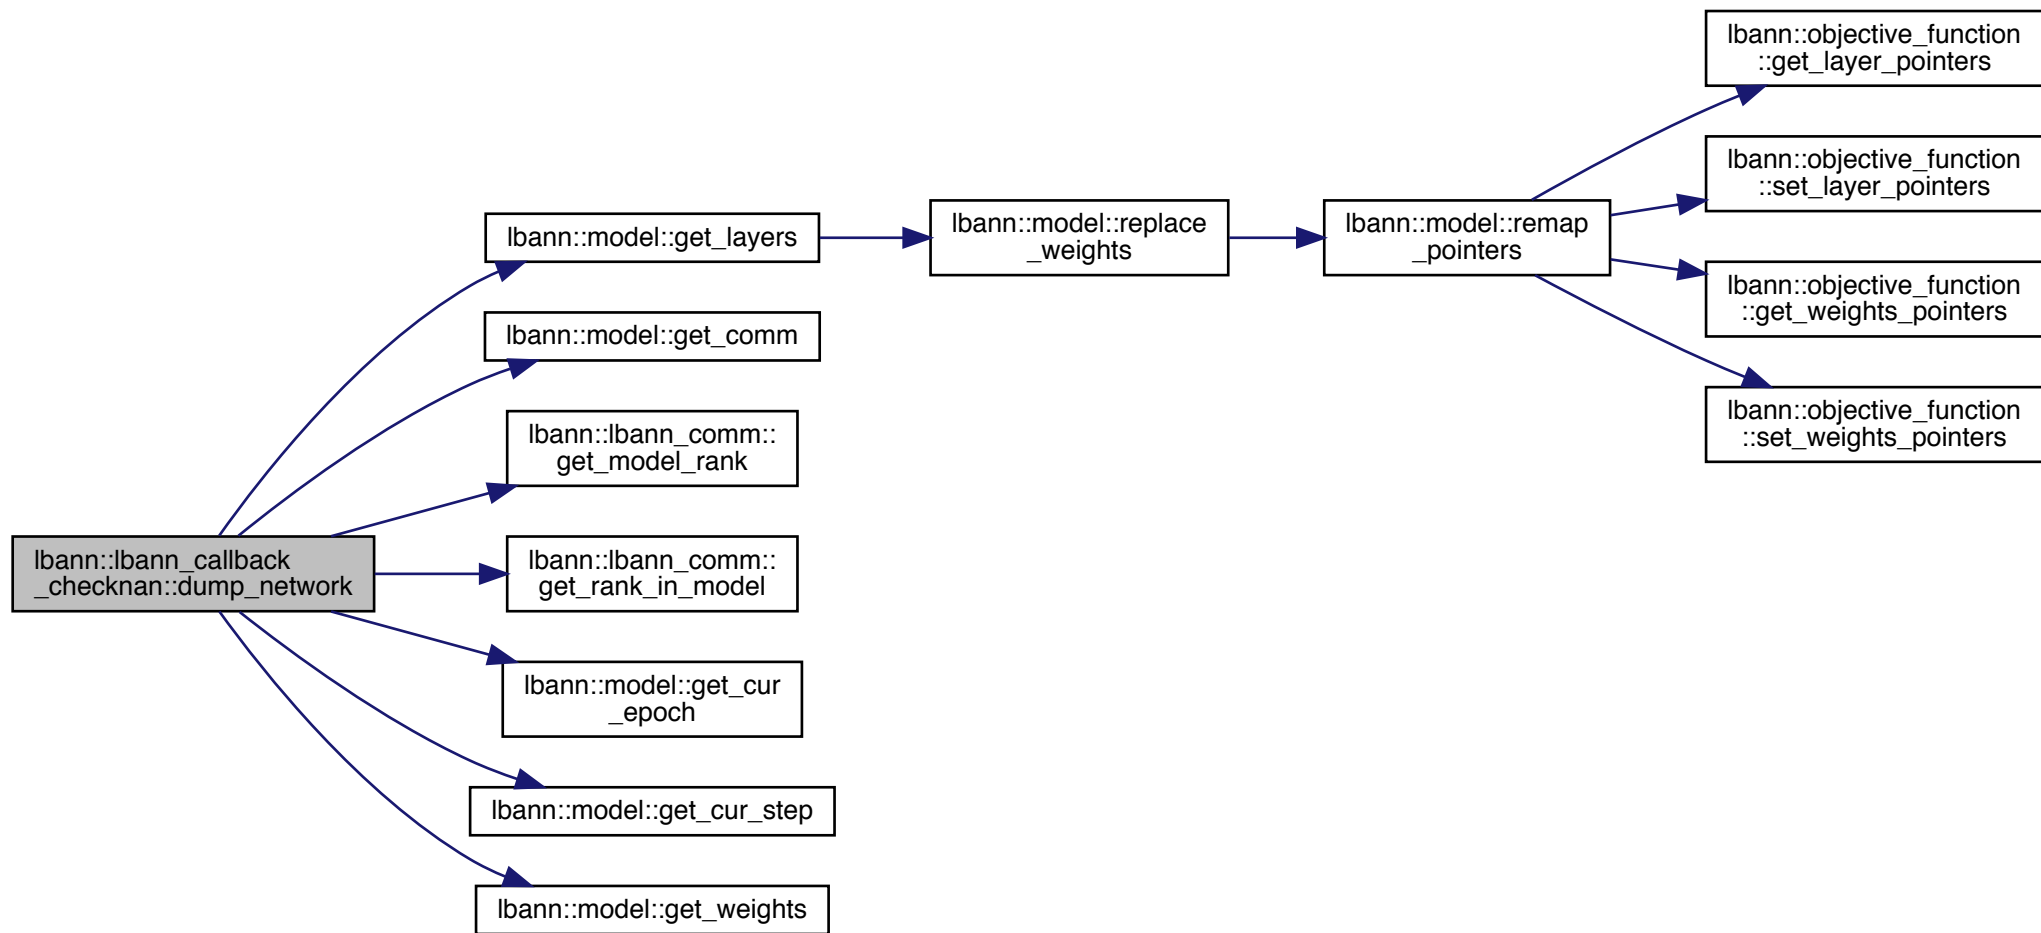 lbann::lbann_callback
_checknan::dump_network
lbann::model::get_layers
lbann::model::get_comm
lbann::lbann_comm::
get_model_rank
lbann::lbann_comm::
get_rank_in_model
lbann::model::get_cur
_epoch
lbann::model::get_cur_step
lbann::model::get_weights
lbann::model::replace
_weights
lbann::model::remap
_pointers
lbann::objective_function
::get_layer_pointers
lbann::objective_function
::set_layer_pointers
lbann::objective_function
::get_weights_pointers
lbann::objective_function
::set_weights_pointers